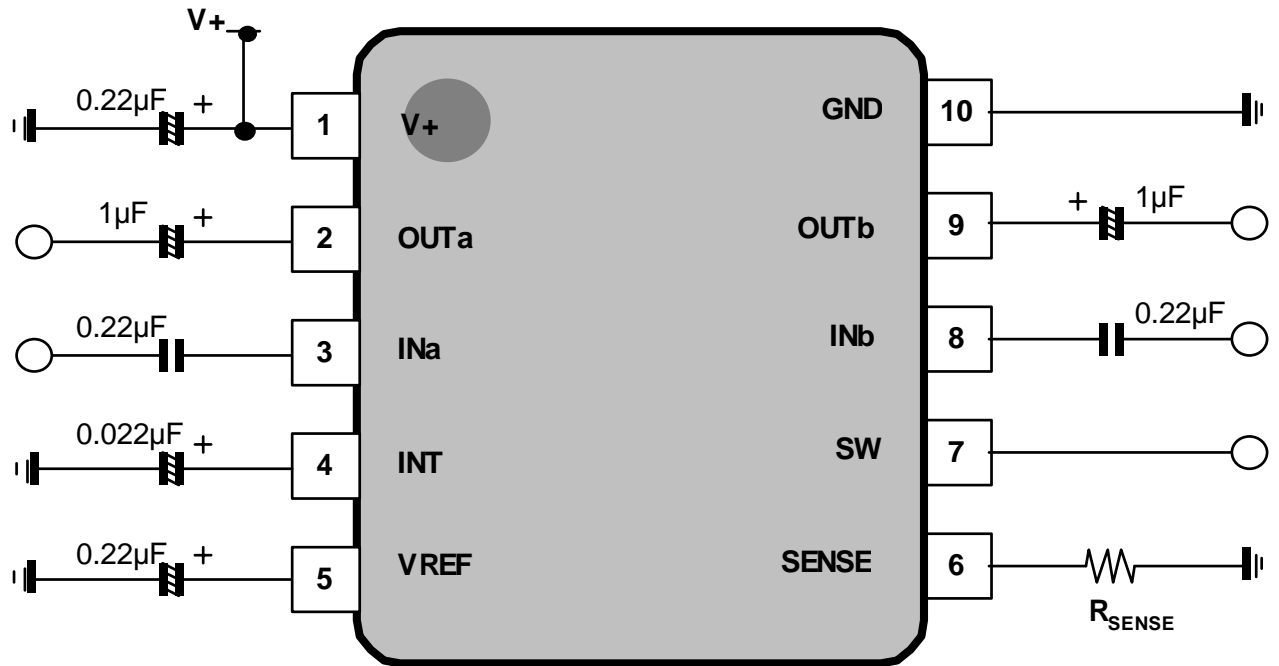 V+
0.22µF +
1
V+
GND
10
1µF +
2
OUTa
OUTb
9
+ 1µF
0.22µF
3
INa
INb
8
0.22µF
0.022µF +
4
INT
SW
7
0.22µF +
5
VREF
SENSE
6
RSENSE